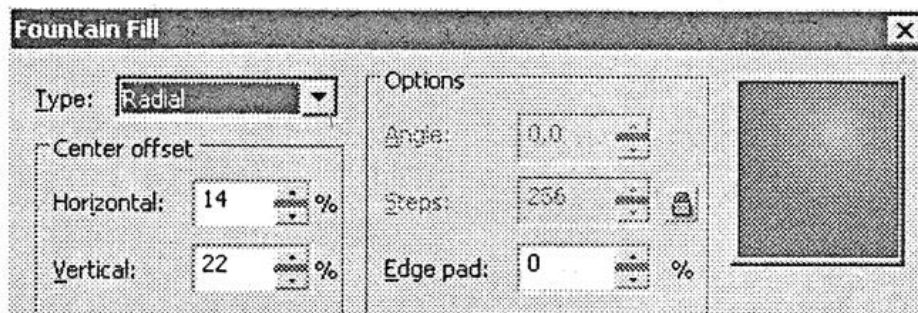 Fountain Fill
Type: Radial
Center offset
Horizontal: 14 %
Vertical: 22 %
Options
Angle: 0.0
Steps: 256
Edge pad: 0 %